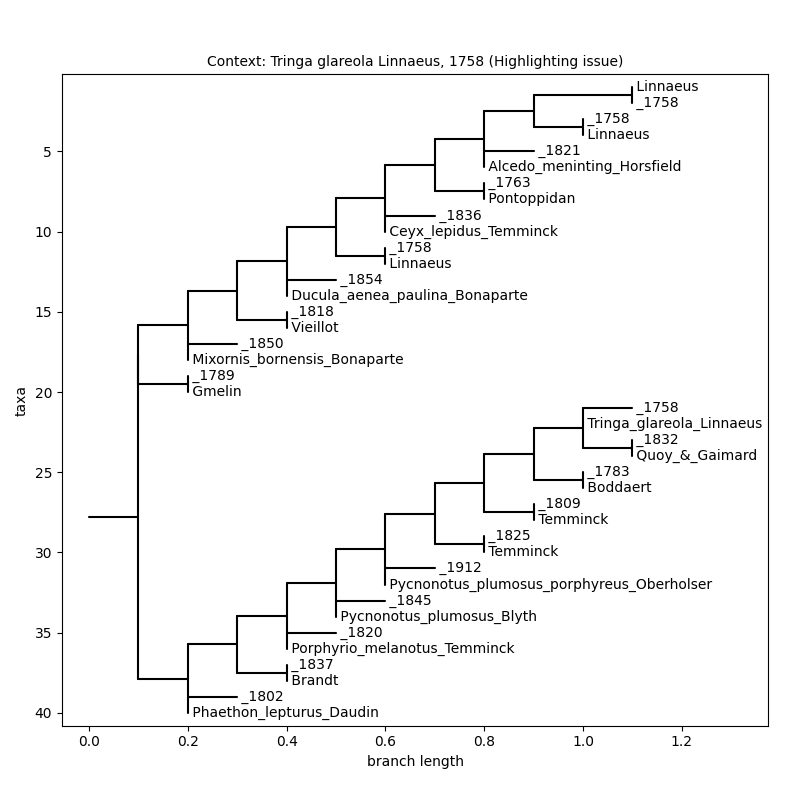 Context: Tringa glareola Linnaeus, 1758 (Highlighting issue)
Linnaeus
_1758
_1758
Linnaeus
_1821
Alcedo_meninting_Horsfield
_1763
Pontoppidan
_1836
Ceyx_lepidus_Temminck
_1758
Linnaeus
_1854
Ducula_aenea_paulina_Bonaparte
_1818
Vieillot
_1850
Mixornis_bornensis_Bonaparte
_1789
Gmelin
_1758
Tringa_glareola_Linnaeus
_1832
Quoy_&_Gaimard
_1783
Boddaert
_1809
Temminck
_1825
Temminck
_1912
Pycnonotus_plumosus_porphyreus_Oberholser
_1845
Pycnonotus_plumosus_Blyth
_1820
Porphyrio_melanotus_Temminck
_1837
Brandt
_1802
Phaethon_lepturus_Daudin
5
10
15
20
25
30
35
40
taxa
0.0 0.2 0.4 0.6 0.8 1.0 1.2
branch length